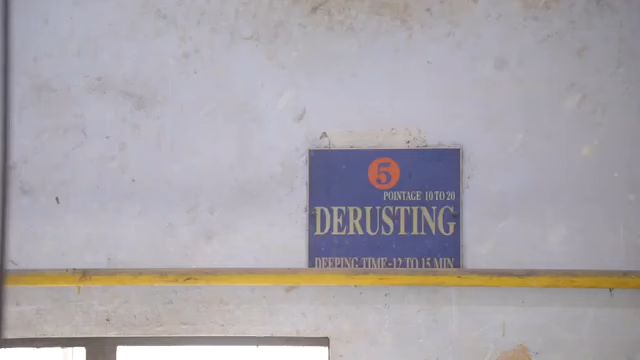 5
POINTAGE 10 TO 20
DERUSTING
DEEPING TIME-12 TO 15 MIN